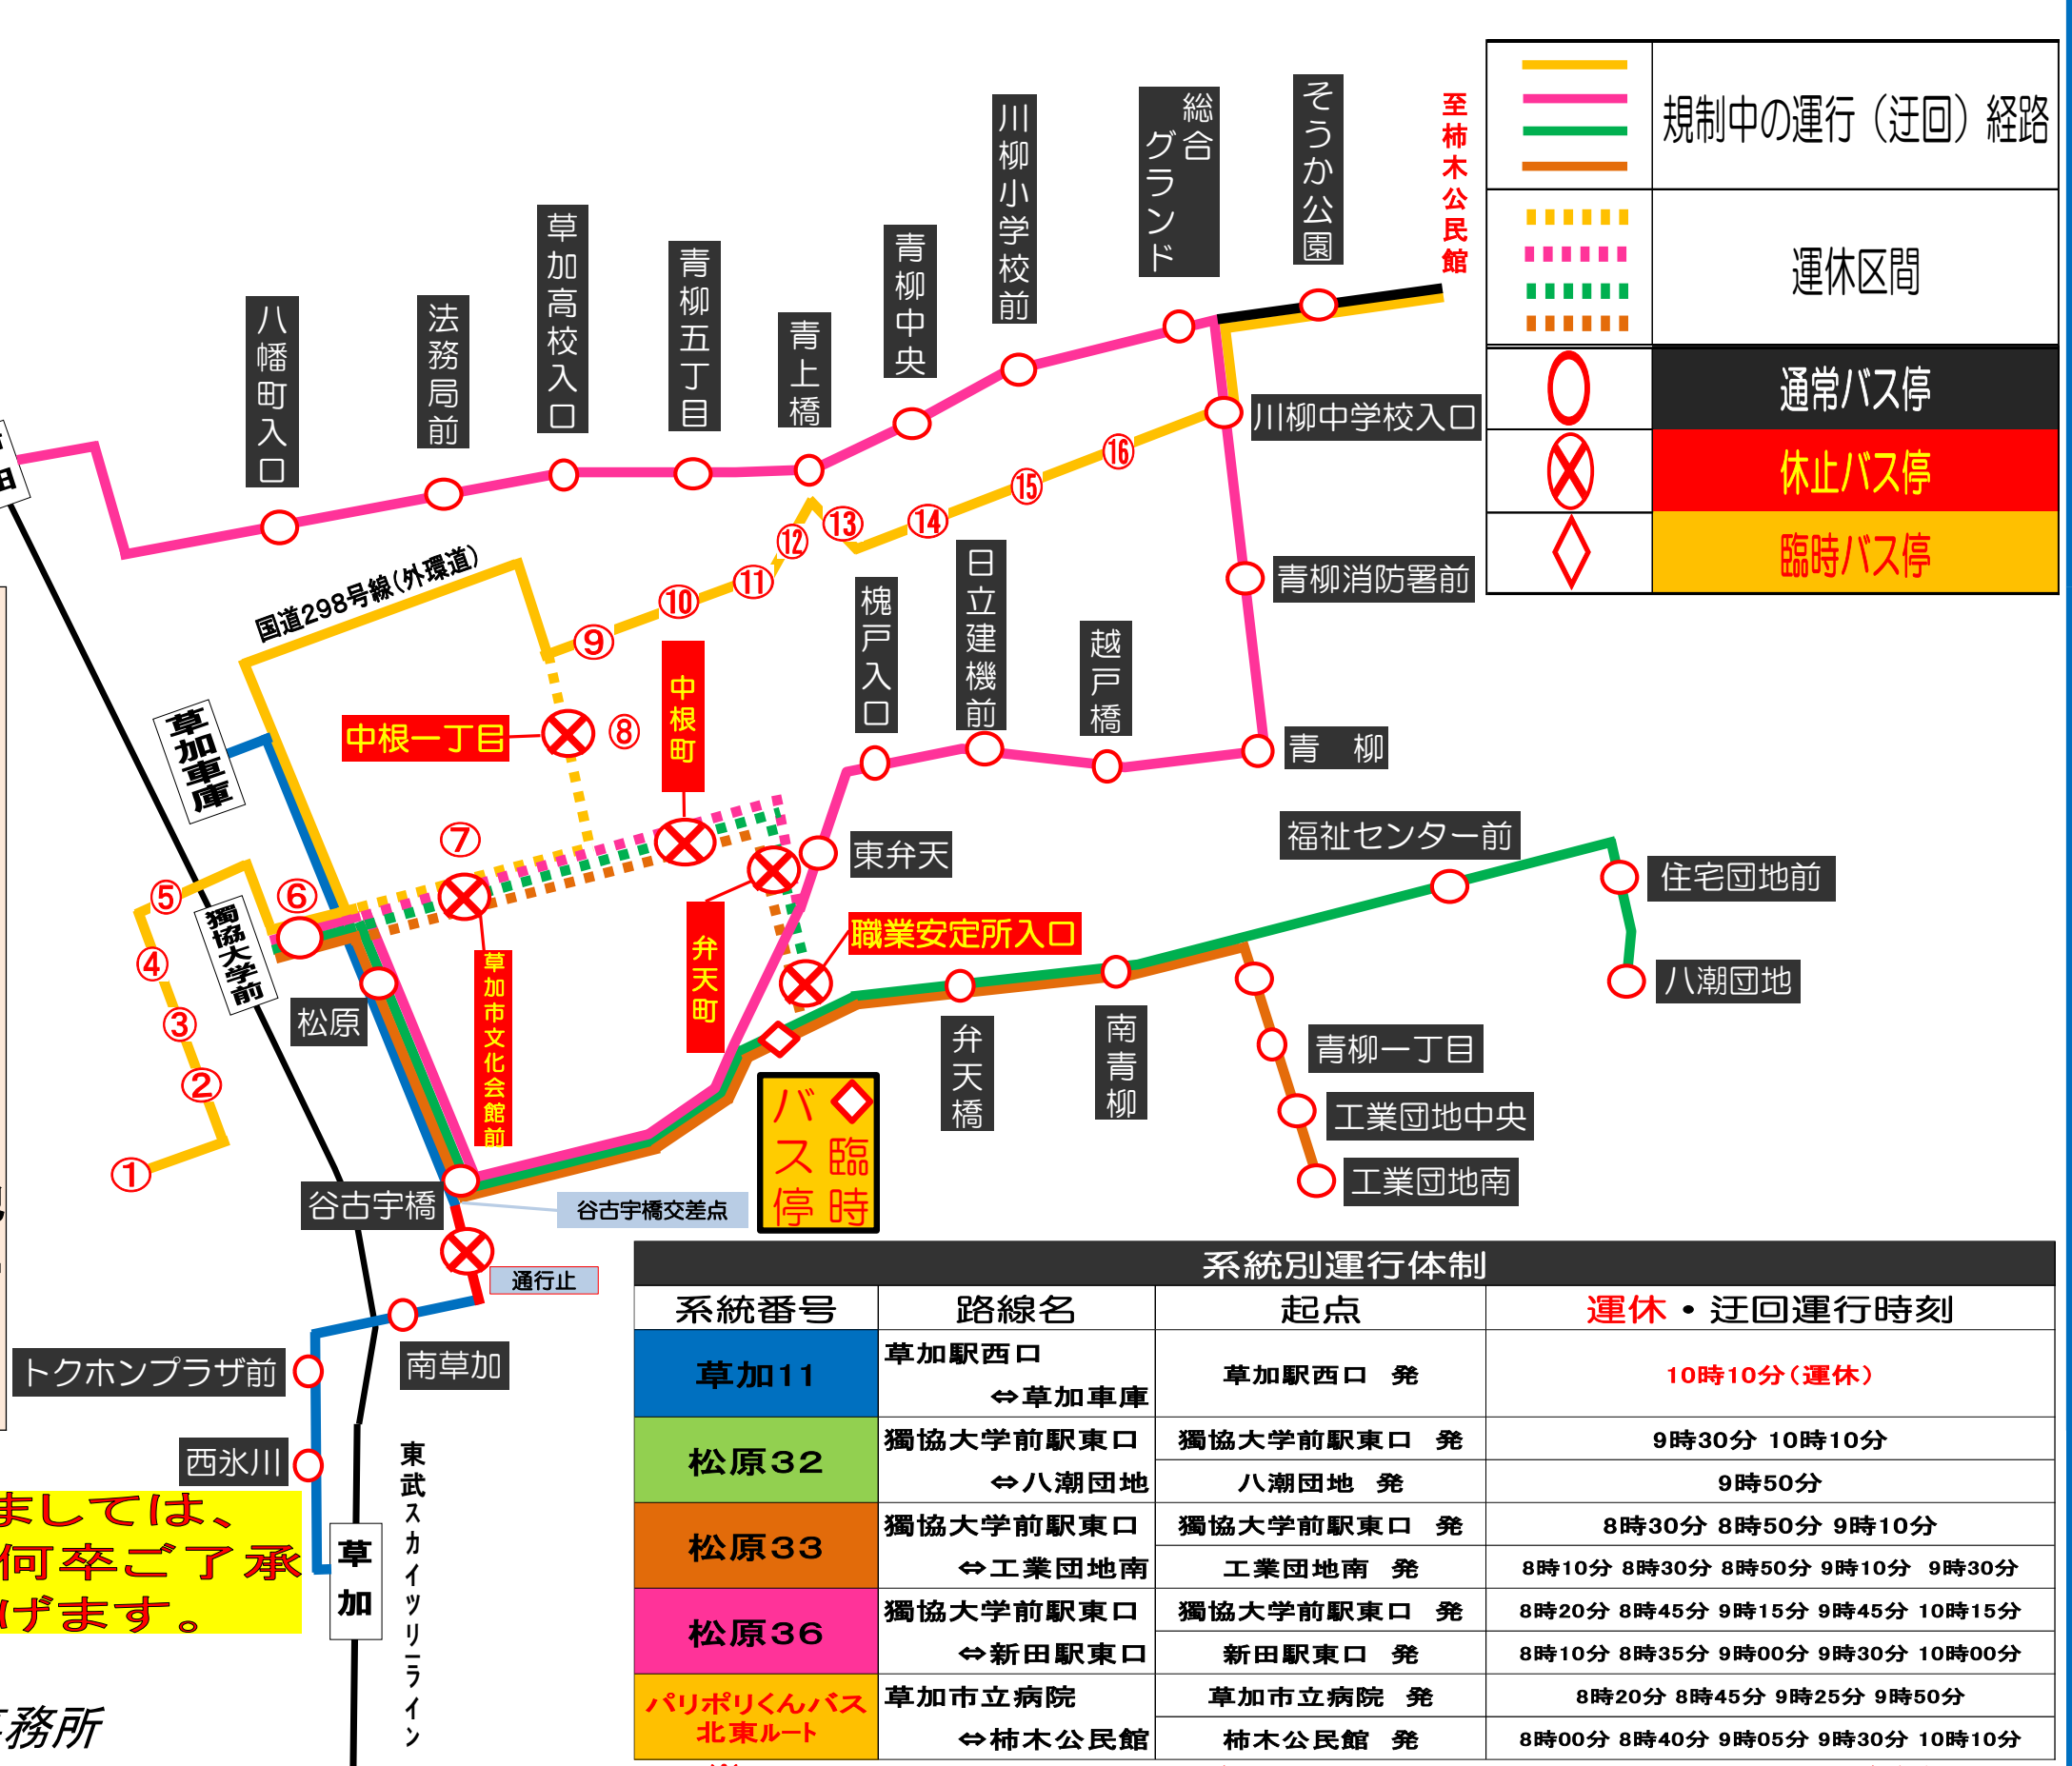 八幡町入口
法務局前
草加高校入口
青柳五丁目
青上橋
青柳中央
川柳小学校前
総合
グランド
そうか公園
至柿木公民館
規制中の運行（迂回）経路
運休区間
通常バス停
休止バス停
臨時バス停
川柳中学校入口
青柳消防署前
青　柳
国道298号線（外環道）
⑯
⑮
⑭
⑬
⑫
⑪
⑩
⑨
⑧
⑦
⑥
⑤
④
③
②
①
槐戸入口
日立建機前
越戸橋
中根町
中根一丁目
草加車庫
獨協大学前
松原
草加市文化会館前
弁天町
東弁天
職業安定所入口
福祉センター前
住宅団地前
八潮団地
弁天橋
南青柳
青柳一丁目
工業団地中央
工業団地南
臨時
バス停
谷古宇橋
谷古宇橋交差点
通行止
南草加
トクホンプラザ前
西氷川
草加
東武スカイツリーライン
ましては、
何卒ご了承
げます。
務所
系統別運行体制
系統番号 路線名 起点 運休・迂回運行時刻
草加11 草加駅西口 ⇔草加車庫 草加駅西口 発 10時10分（運休）
松原32 獨協大学前駅東口 ⇔八潮団地 獨協大学前駅東口 発 9時30分 10時10分
八潮団地 発 9時50分
松原33 獨協大学前駅東口 ⇔工業団地南 獨協大学前駅東口 発 8時30分 8時50分 9時10分
工業団地南 発 8時10分 8時30分 8時50分 9時10分 9時30分
松原36 獨協大学前駅東口 ⇔新田駅東口 獨協大学前駅東口 発 8時20分 8時45分 9時15分 9時45分 10時15分
新田駅東口 発 8時10分 8時35分 9時00分 9時30分 10時00分
パリポリくんバス 北東ルート 草加市立病院 ⇔柿木公民館 草加市立病院 発 8時20分 8時45分 9時25分 9時50分
柿木公民館 発 8時00分 8時40分 9時05分 9時30分 10時10分